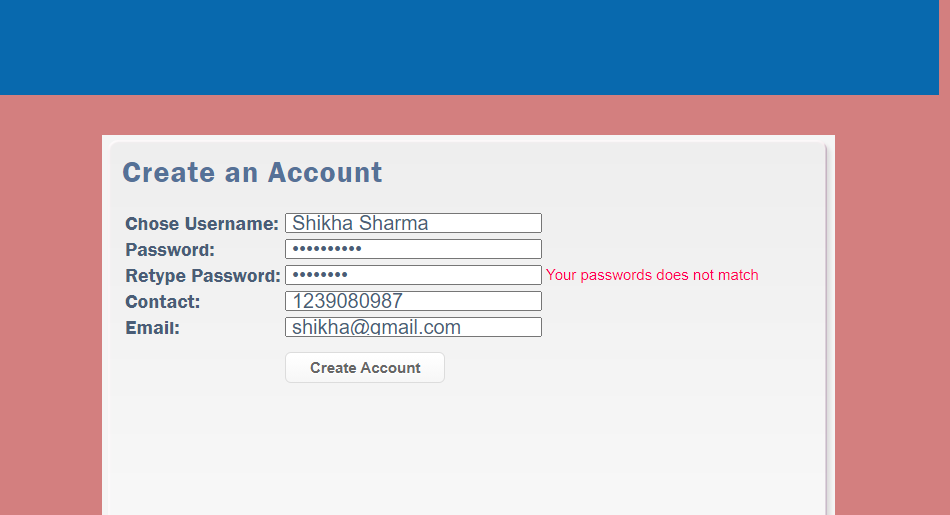 Create an Account
Chose Username: Shikha Sharma
Password: ••••••••••
Retype Password: •••••••• Your passwords does not match
Contact: 1239080987
Email: shikha@gmail.com
Create Account